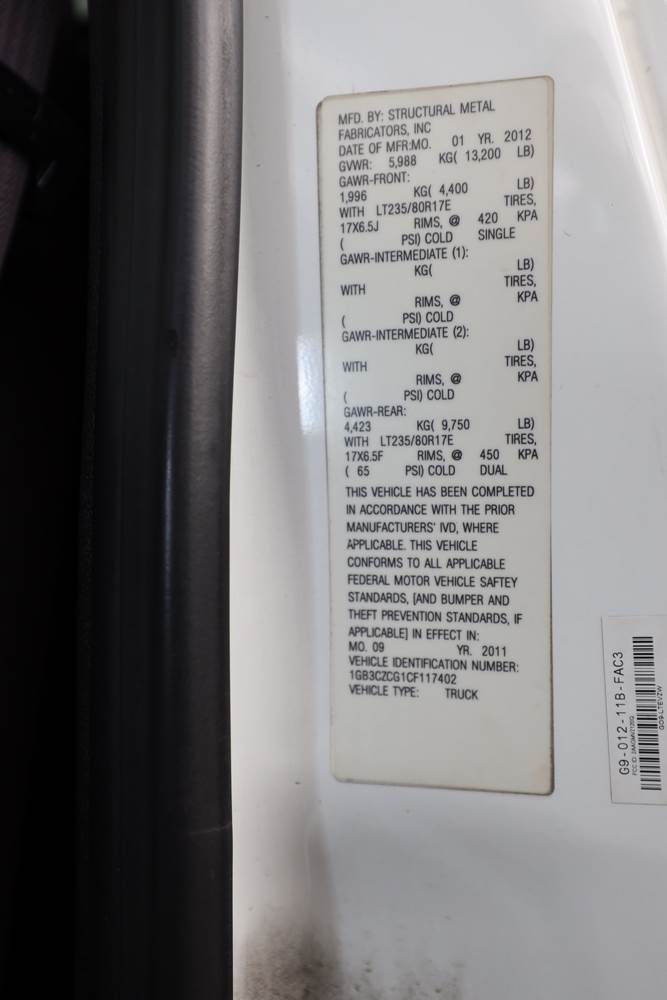 MFD. BY: STRUCTURAL METAL
FABRICATORS, INC
DATE OF MFR:MO. 01 YR. 2012
GVWR: 5,988 KG( 13,200 LB)
GAWR-FRONT:
1,996 KG( 4,400 LB)
WITH LT235/80R17E TIRES,
17X6.5J RIMS, @ 420 KPA
( PSI) COLD SINGLE
GAWR-INTERMEDIATE (1):
KG( LB)
WITH TIRES,
RIMS, @ KPA
( PSI) COLD
GAWR-INTERMEDIATE (2):
KG( LB)
WITH TIRES,
RIMS, @ KPA
( PSI) COLD
GAWR-REAR:
4,423 KG( 9,750 LB)
WITH LT235/80R17E TIRES,
17X6.5F RIMS, @ 450 KPA
( 65 PSI) COLD DUAL
THIS VEHICLE HAS BEEN COMPLETED
IN ACCORDANCE WITH THE PRIOR
MANUFACTURERS' IVD, WHERE
APPLICABLE. THIS VEHICLE
CONFORMS TO ALL APPLICABLE
FEDERAL MOTOR VEHICLE SAFTEY
STANDARDS, [AND BUMPER AND
THEFT PREVENTION STANDARDS, IF
APPLICABLE] IN EFFECT IN:
MO. 09 YR. 2011
VEHICLE IDENTIFICATION NUMBER:
1GB3CZCG1CF117402
VEHICLE TYPE: TRUCK
G9-012-11B-FAC3
FCC ID:
GO9LTEVZW